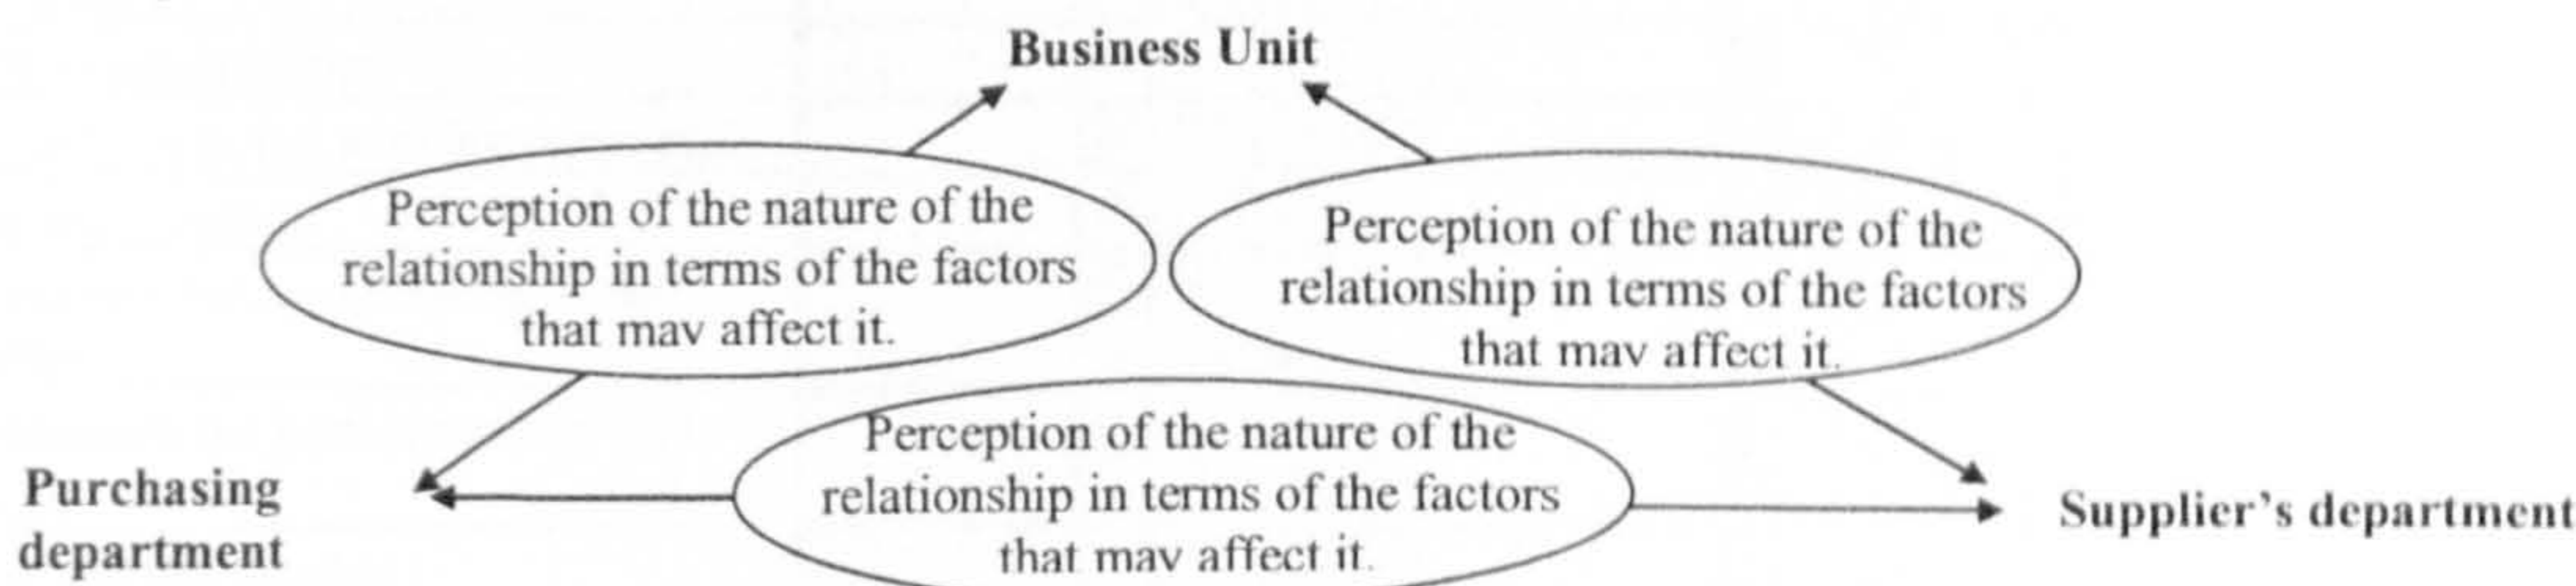 Business Unit
Perception of the nature of the
relationship in terms of the factors
that mav affect it.
Perception of the nature of the
relationship in terms of the factors
that mav affect it.
Perception of the nature of the
relationship in terms of the factors
that mav affect it.
Purchasing
department
Supplier's department